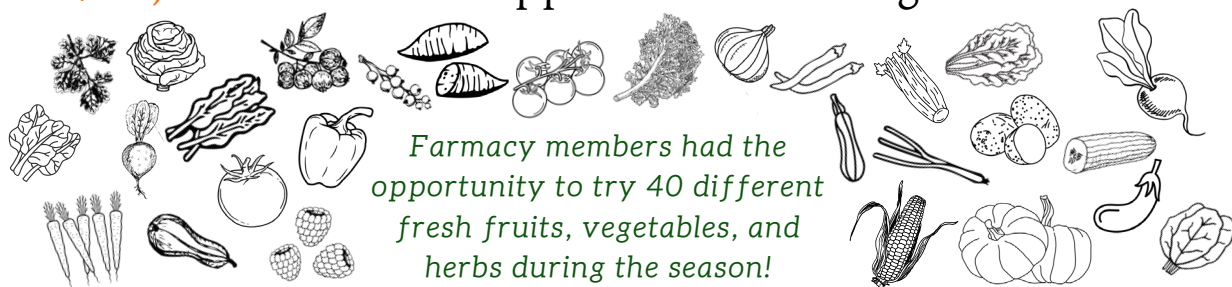 Farmacy members had the
opportunity to try 40 different
fresh fruits, vegetables, and
herbs during the season!